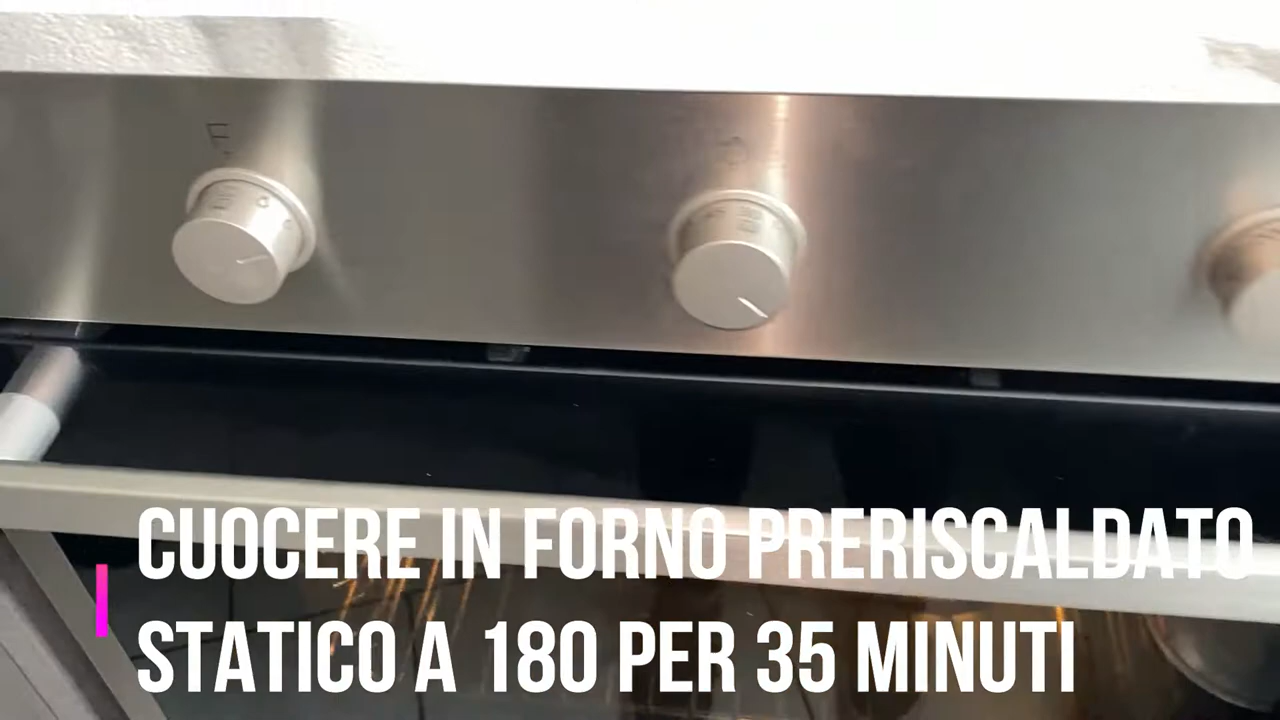 CUOCERE IN FORNO PRERISCALDATO
STATICO A 180 PER 35 MINUTI